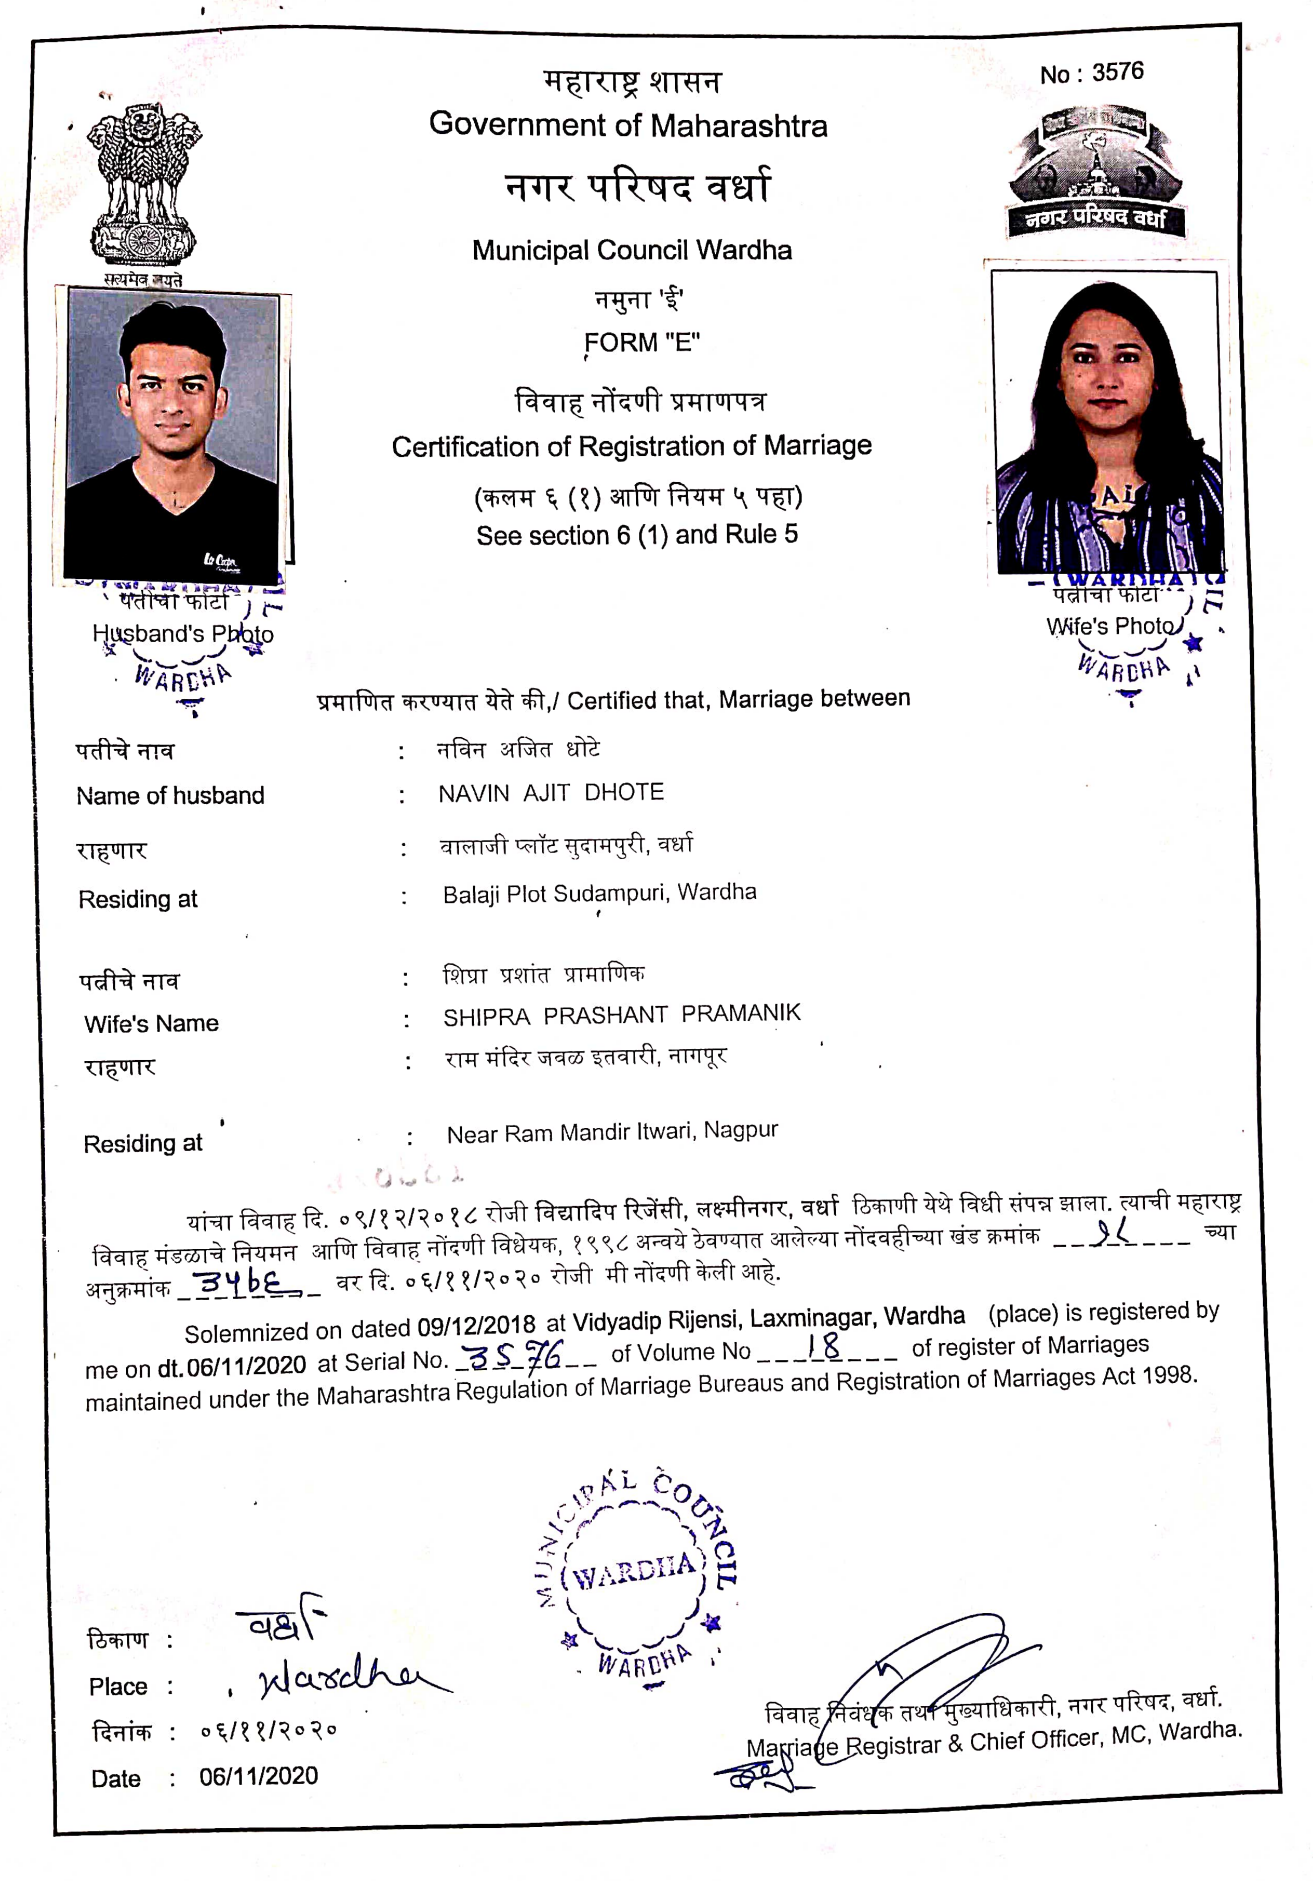 No : 3576
महाराष्ट्र शासन
Government of Maharashtra
नगर परिषद वर्धा
Municipal Council Wardha
नमुना 'ई'
FORM "E"
विवाह नोंदणी प्रमाणपत्र
Certification of Registration of Marriage
(कलम ६ (१) आणि नियम ५ पहा)
See section 6 (1) and Rule 5
सत्यमेव जयते
नगर परिषद वर्धा
Lee Cooper
पतीचा फोटो
Husband's Photo
WARDHA
(WARDHA)
पत्नीचा फोटो
Wife's Photo
WARDHA
प्रमाणित करण्यात येते की,/ Certified that, Marriage between
पतीचे नाव : नविन अजित धोटे
Name of husband : NAVIN AJIT DHOTE
राहणार : वालाजी प्लॉट सुदामपुरी, वर्धा
Residing at : Balaji Plot Sudampuri, Wardha
पत्नीचे नाव : शिप्रा प्रशांत प्रामाणिक
Wife's Name : SHIPRA PRASHANT PRAMANIK
राहणार : राम मंदिर जवळ इतवारी, नागपूर
Residing at : Near Ram Mandir Itwari, Nagpur
यांचा विवाह दि. ०९/१२/२०१८ रोजी विद्यादिप रिजेंसी, लक्ष्मीनगर, वर्धा ठिकाणी येथे विधी संपन्न झाला. त्याची महाराष्ट्र
विवाह मंडळाचे नियमन आणि विवाह नोंदणी विधेयक, १९९८ अन्वये ठेवण्यात आलेल्या नोंदवहीच्या खंड क्रमांक १८ च्या
अनुक्रमांक ३५७६ वर दि. ०६/११/२०२० रोजी मी नोंदणी केली आहे.
Solemnized on dated 09/12/2018 at Vidyadip Rijensi, Laxminagar, Wardha (place) is registered by
me on dt.06/11/2020 at Serial No. 3576 of Volume No 18 of register of Marriages
maintained under the Maharashtra Regulation of Marriage Bureaus and Registration of Marriages Act 1998.
MUNICIPAL COUNCIL
(WARDHA)
WARDHA
ठिकाण : वर्धा
Place : Wardha
दिनांक : ०६/११/२०२०
Date : 06/11/2020
विवाह निवंधक तथा मुख्याधिकारी, नगर परिषद, वर्धा.
Marriage Registrar & Chief Officer, MC, Wardha.